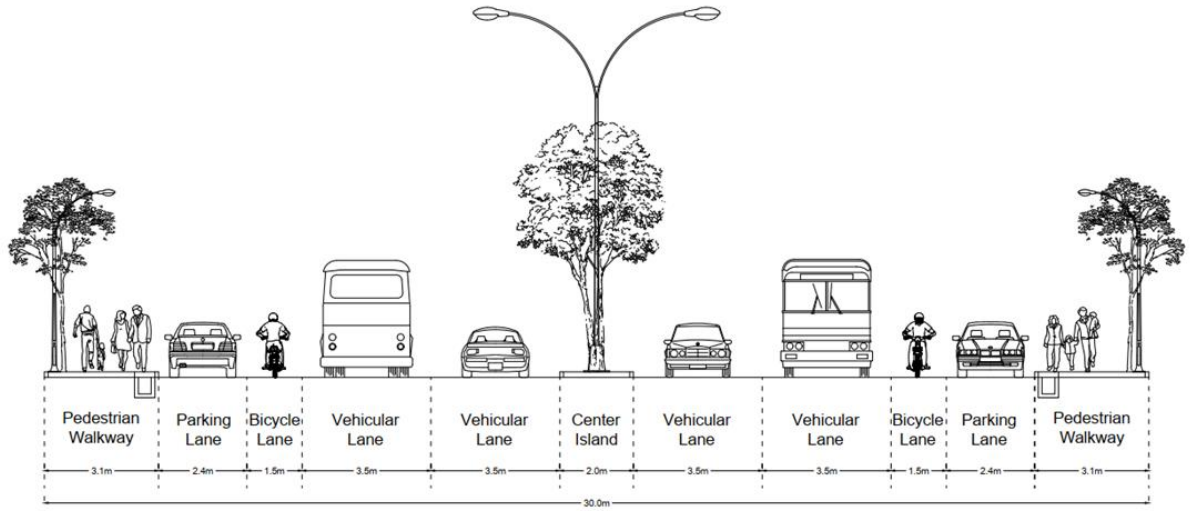 Pedestrian Walkway
Parking Lane
Bicycle Lane
Vehicular Lane
Vehicular Lane
Center Island
Vehicular Lane
Vehicular Lane
Bicycle Lane
Parking Lane
Pedestrian Walkway
3.1m 2.4m 1.5m 3.5m 3.5m 2.0m 3.5m 3.5m 1.5m 2.4m 3.1m
30.0m